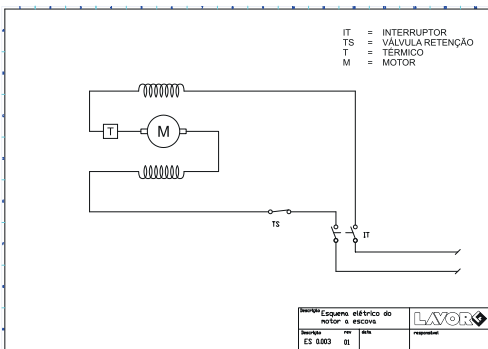 IT = INTERRUPTOR
TS = VÁLVULA RETENÇÃO
T = TÉRMICO
M = MOTOR
T
M
TS
IT
Descrição Esquema elétrico do
motor a escova
LAVOR
Descrição rev data responsável
ES 0.003 01